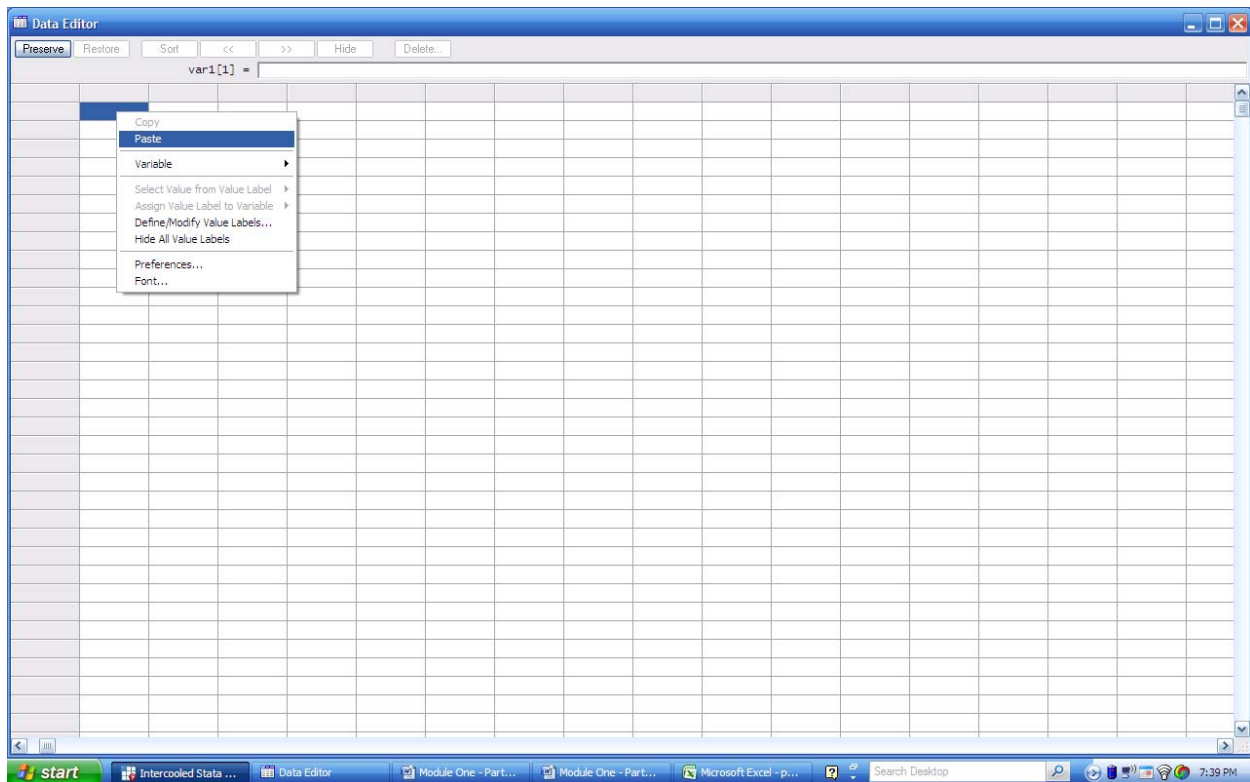 Data Editor
Preserve Restore Sort << >> Hide Delete...
var1[1] =
Copy
Paste
Variable
Select Value from Value Label
Assign Value Label to Variable
Define/Modify Value Labels...
Hide All Value Labels
Preferences...
Font...
start Intercooled Stata ... Data Editor Module One - Part... Module One - Part... Microsoft Excel - p... Search Desktop 7:39 PM